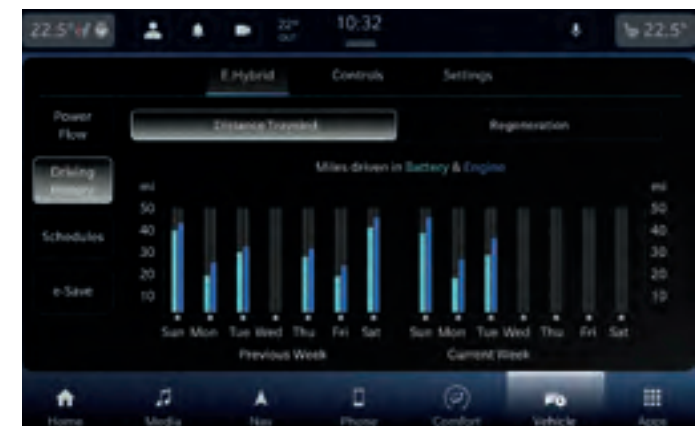 22.5°
22°
OUT
10:32
22.5°
E.Hybrid Controls Settings
Power
Flow
Distance Traveled
Regeneration
Driving
History
Miles driven in Battery & Engine
Schedules
e-Save
mi
50
40
30
20
10
mi
50
40
30
20
10
Sun Mon Tue Wed Thu Fri Sat
Sun Mon Tue Wed Thu Fri Sat
Previous Week
Current Week
Home Media Nav Phone Comfort Vehicle Apps